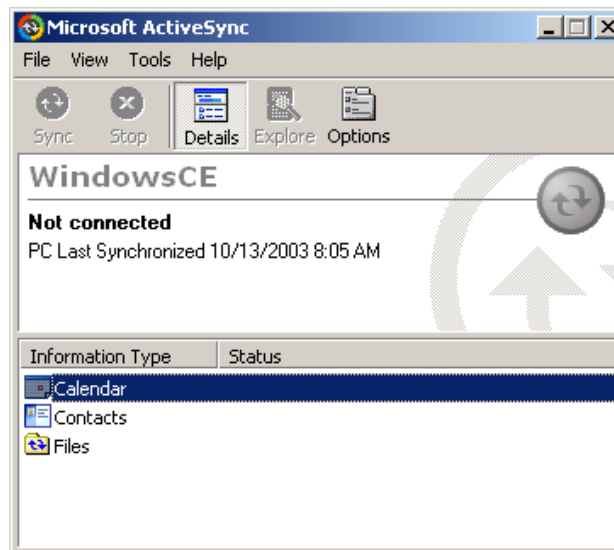 Microsoft ActiveSync
File View Tools Help
Sync Stop Details Explore Options
WindowsCE
Not connected
PC Last Synchronized 10/13/2003 8:05 AM
Information Type Status
Calendar
Contacts
Files